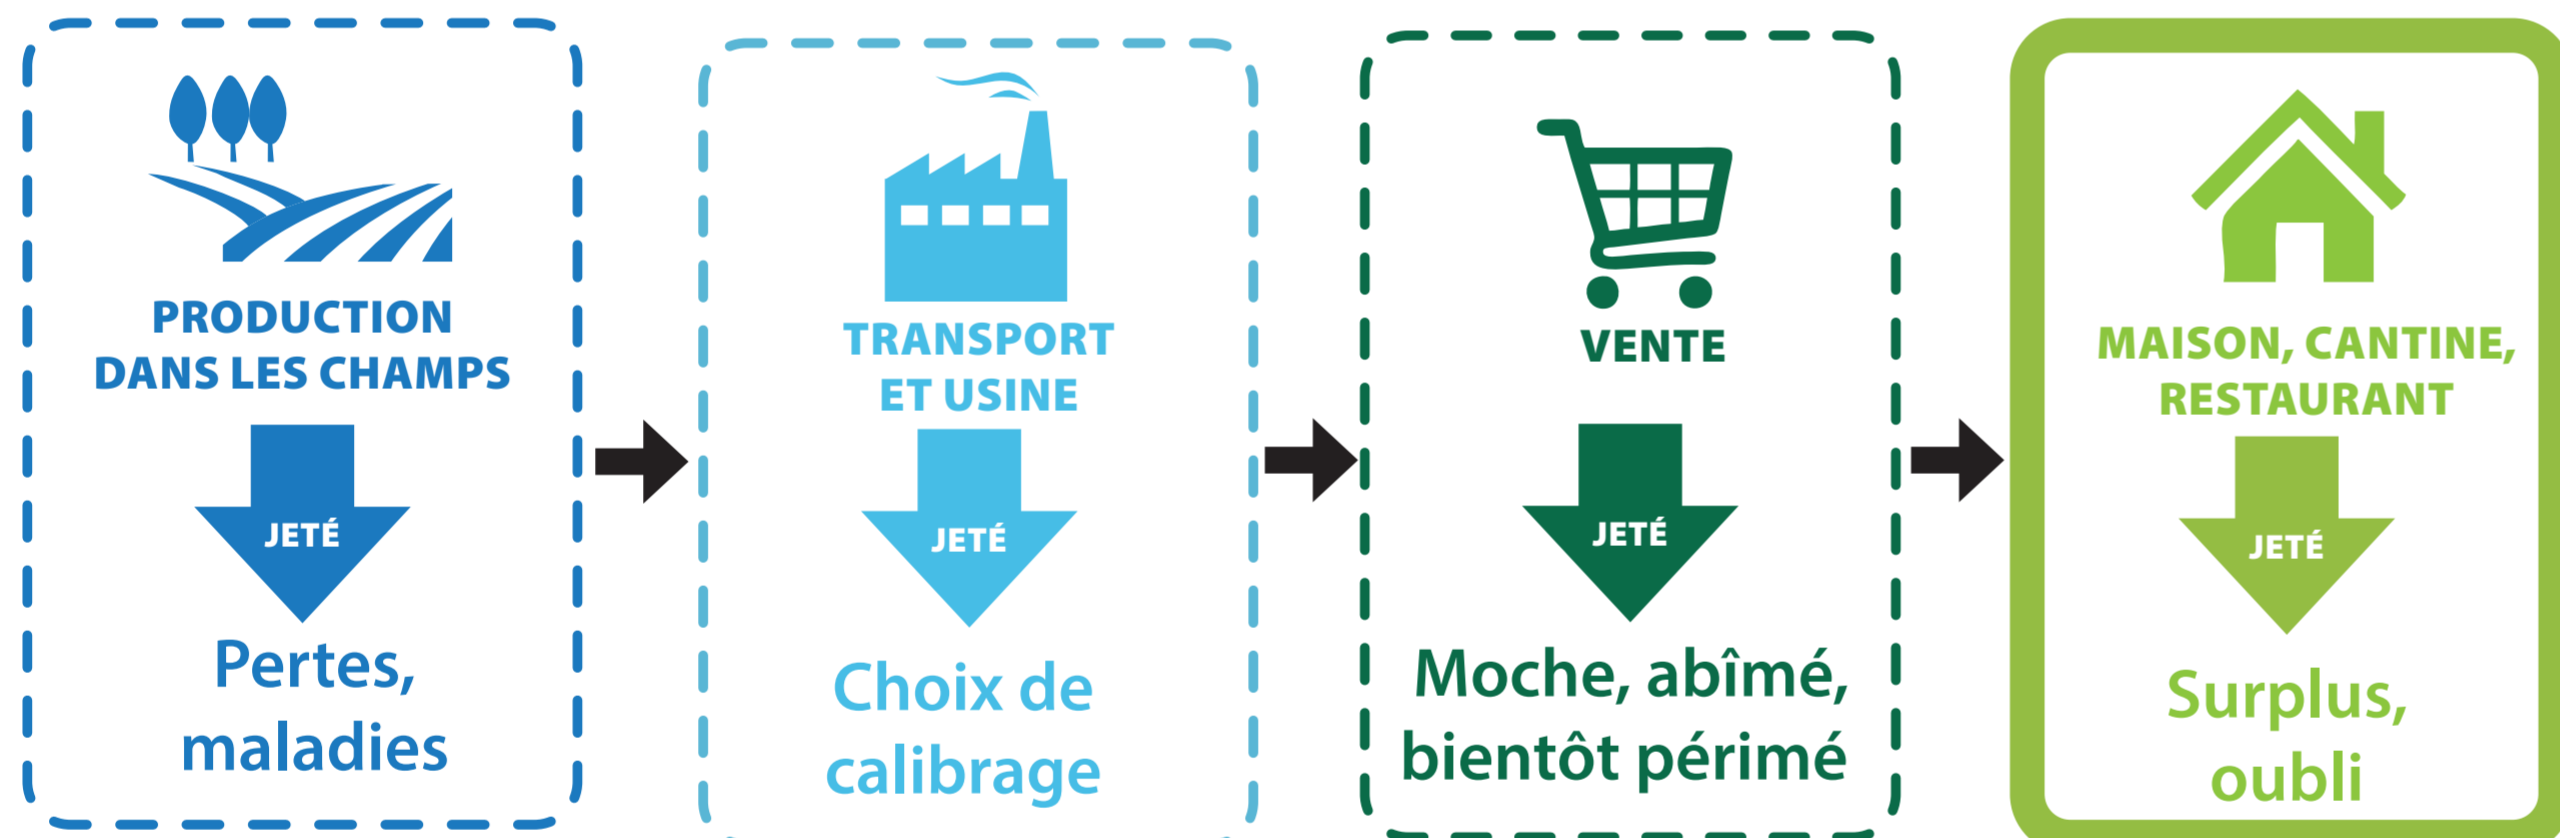 PRODUCTION
DANS LES CHAMPS
JETÉ
Pertes,
maladies
TRANSPORT
ET USINE
JETÉ
Choix de
calibrage
VENTE
JETÉ
Moche, abîmé,
bientôt périmé
MAISON, CANTINE,
RESTAURANT
JETÉ
Surplus,
oubli